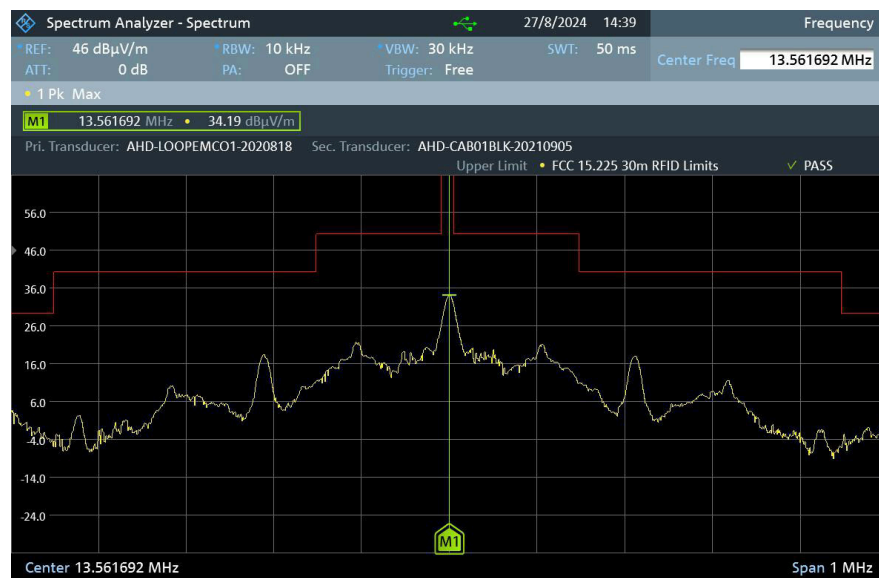 Spectrum Analyzer - Spectrum 27/8/2024 14:39 Frequency
REF: 46 dBµV/m RBW: 10 kHz VBW: 30 kHz SWT: 50 ms
ATT: 0 dB PA: OFF Trigger: Free Center Freq 13.561692 MHz
1 Pk Max
M1 13.561692 MHz 34.19 dBµV/m
Pri. Transducer: AHD-LOOPEMCO1-2020818 Sec. Transducer: AHD-CAB01BLK-20210905
Upper Limit FCC 15.225 30m RFID Limits PASS
56.0
46.0
36.0
26.0
16.0
6.0
-4.0
-14.0
-24.0
M1
Center 13.561692 MHz Span 1 MHz